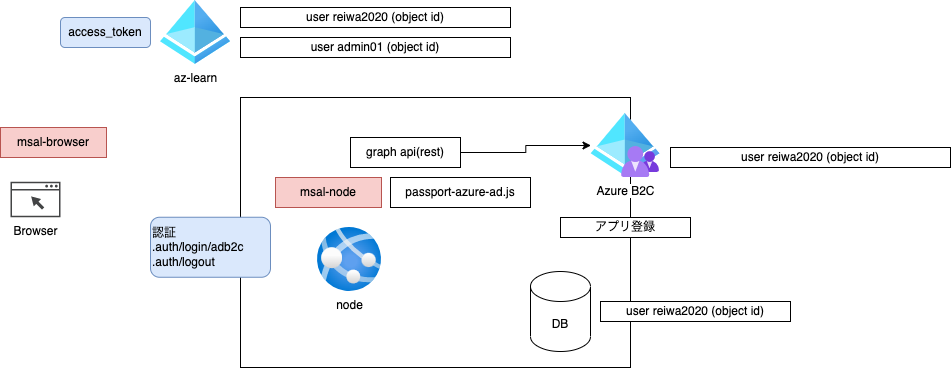 user reiwa2020 (object id)
access_token
user admin01 (object id)
az-learn
msal-browser
graph api(rest)
user reiwa2020 (object id)
msal-node
passport-azure-ad.js
Azure B2C
Browser
認証
.auth/login/adb2c
.auth/logout
アプリ登録
node
user reiwa2020 (object id)
DB